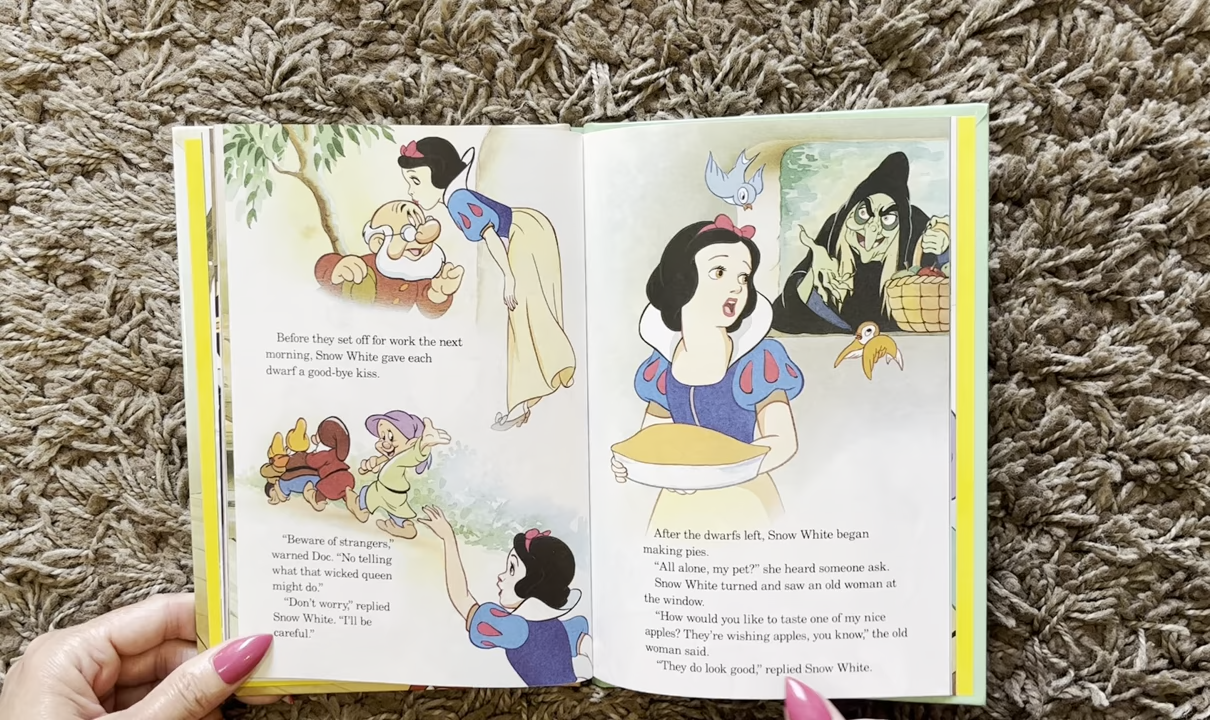 Before they set off for work the next
morning, Snow White gave each
dwarf a good-bye kiss.
“Beware of strangers,”
warned Doc. “No telling
what that wicked queen
might do.”
“Don't worry,” replied
Snow White. “I'll be
careful.”
After the dwarfs left, Snow White began
making pies.
“All alone, my pet?” she heard someone ask.
Snow White turned and saw an old woman at
the window.
“How would you like to taste one of my nice
apples? They're wishing apples, you know,” the old
woman said.
“They do look good,” replied Snow White.